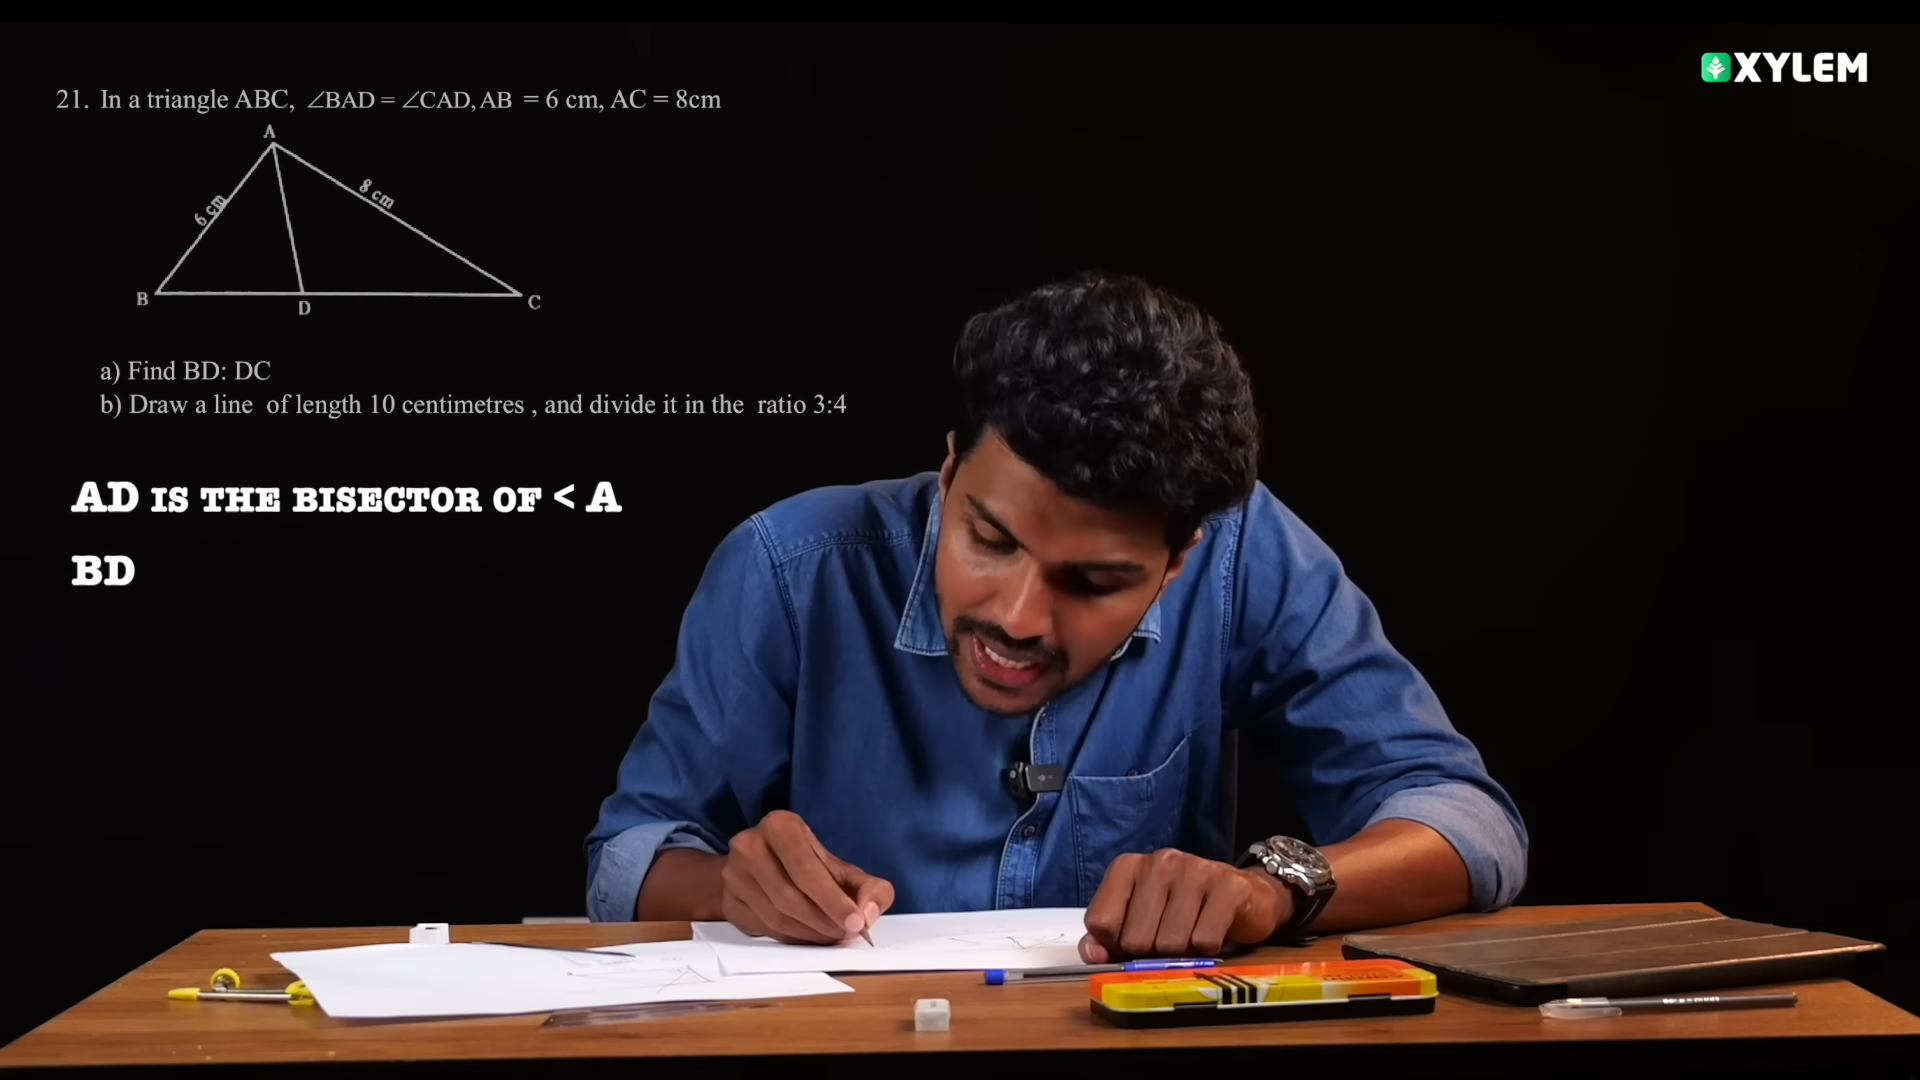 XYLEM
21. In a triangle ABC, ∠BAD = ∠CAD, AB = 6 cm, AC = 8cm
A
6 cm
8 cm
B
D
C
a) Find BD: DC
b) Draw a line of length 10 centimetres , and divide it in the ratio 3:4
AD IS THE BISECTOR OF < A
BD